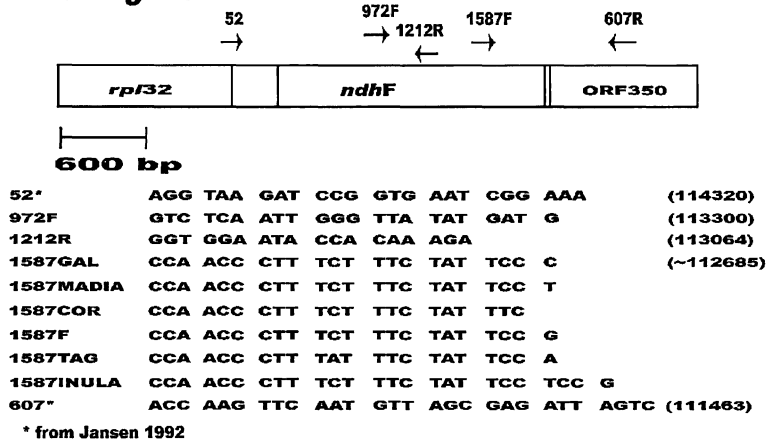 52 972F 1587F 607R
1212R
rpl32 ndhF ORF350
600 bp
52* AGG TAA GAT CCG GTG AAT CGG AAA (114320)
972F GTC TCA ATT GGG TTA TAT GAT G (113300)
1212R GGT GGA ATA CCA CAA AGA (113064)
1587GAL CCA ACC CTT TCT TTC TAT TCC C (~112685)
1587MADIA CCA ACC CTT TCT TTC TAT TCC T
1587COR CCA ACC CTT TCT TTC TAT TTC
1587F CCA ACC CTT TCT TTC TAT TCC G
1587TAG CCA ACC CTT TAT TTC TAT TCC A
1587INULA CCA ACC CTT TCT TTC TAT TCC TCC G
607* ACC AAG TTC AAT GTT AGC GAG ATT AGTC (111463)
* from Jansen 1992